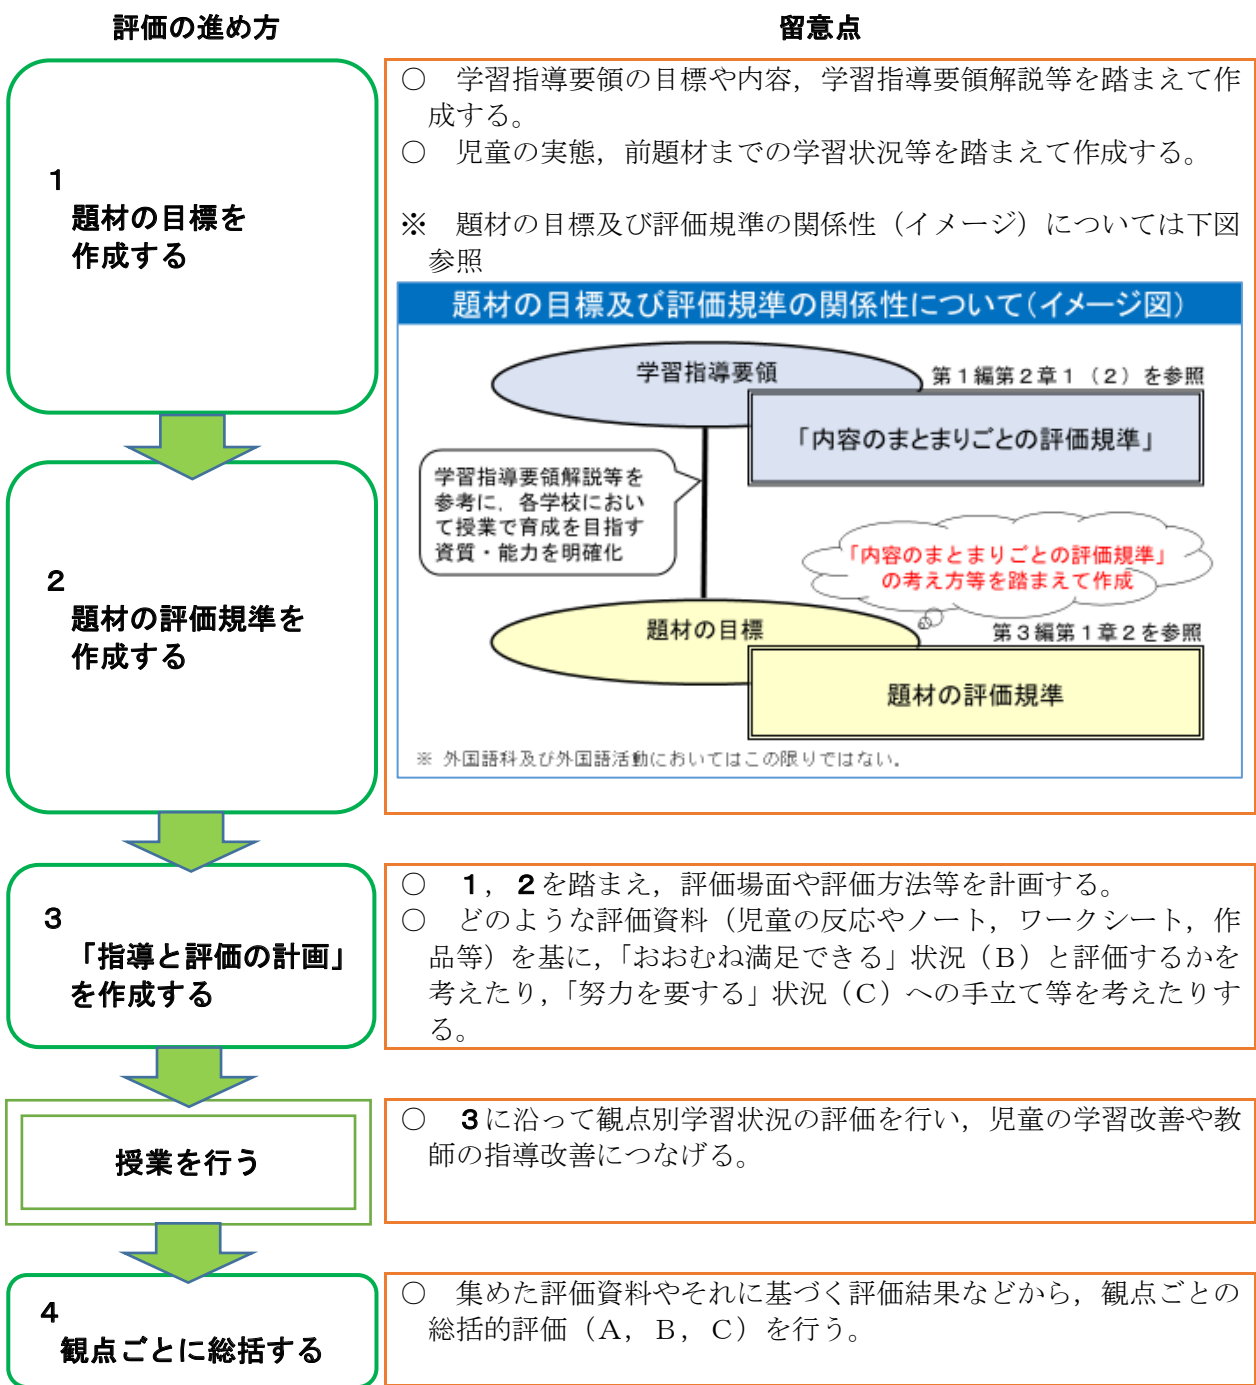 評価の進め方
留意点
1
題材の目標を
作成する
○　学習指導要領の目標や内容，学習指導要領解説等を踏まえて作
成する。
○　児童の実態，前題材までの学習状況等を踏まえて作成する。
※　題材の目標及び評価規準の関係性（イメージ）については下図
参照
題材の目標及び評価規準の関係性について(イメージ図)
学習指導要領
第１編第２章１（２）を参照
「内容のまとまりごとの評価規準」
学習指導要領解説等を
参考に，各学校におい
て授業で育成を目指す
資質・能力を明確化
「内容のまとまりごとの評価規準」
の考え方等を踏まえて作成
題材の目標
第３編第１章２を参照
題材の評価規準
※ 外国語科及び外国語活動においてはこの限りではない。
2
題材の評価規準を
作成する
3
「指導と評価の計画」
を作成する
○　1，2を踏まえ，評価場面や評価方法等を計画する。
○　どのような評価資料（児童の反応やノート，ワークシート，作
品等）を基に，「おおむね満足できる」状況（B）と評価するかを
考えたり，「努力を要する」状況（C）への手立て等を考えたりす
る。
授業を行う
○　3に沿って観点別学習状況の評価を行い，児童の学習改善や教
師の指導改善につなげる。
4
観点ごとに総括する
○　集めた評価資料やそれに基づく評価結果などから，観点ごとの
総括的評価（A，B，C）を行う。